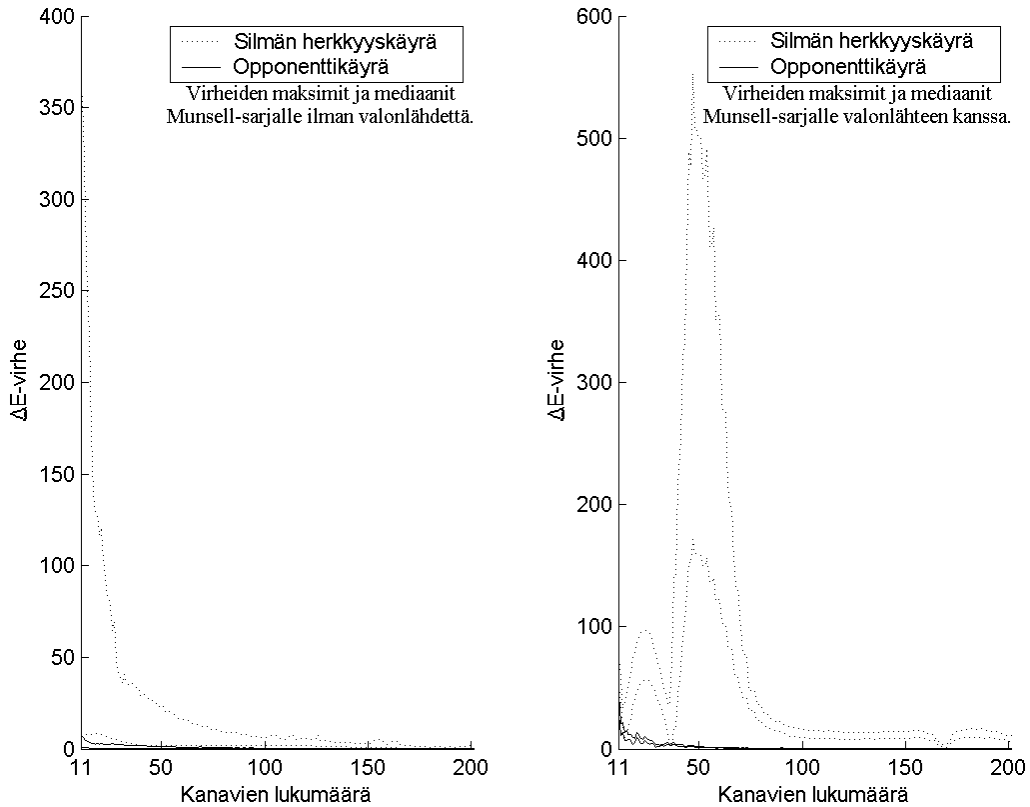 400
350
300
250
200
150
100
50
0
ΔE-virhe
11 50 100 150 200
Kanavien lukumäärä
Silmän herkkyyskäyrä
Opponenttikäyrä
Virheiden maksimit ja mediaanit
Munsell-sarjalle ilman valonlähdettä.
600
500
400
300
200
100
0
ΔE-virhe
11 50 100 150 200
Kanavien lukumäärä
Silmän herkkyyskäyrä
Opponenttikäyrä
Virheiden maksimit ja mediaanit
Munsell-sarjalle valonlähteen kanssa.